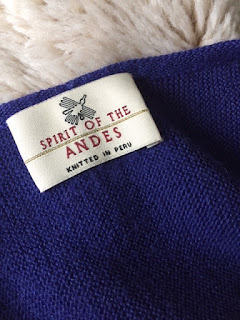 SPIRIT OF THE
ANDES
KNITTED IN PERU